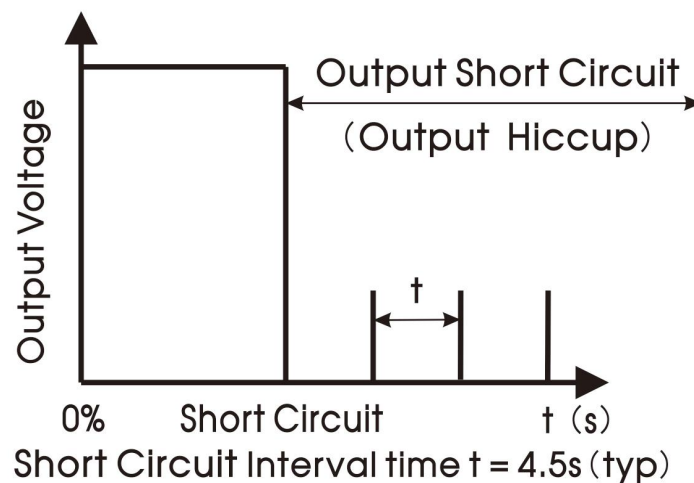 Output Voltage
Output Short Circuit
(Output Hiccup)
t
0%
Short Circuit
t (s)
Short Circuit Interval time t = 4.5s (typ)